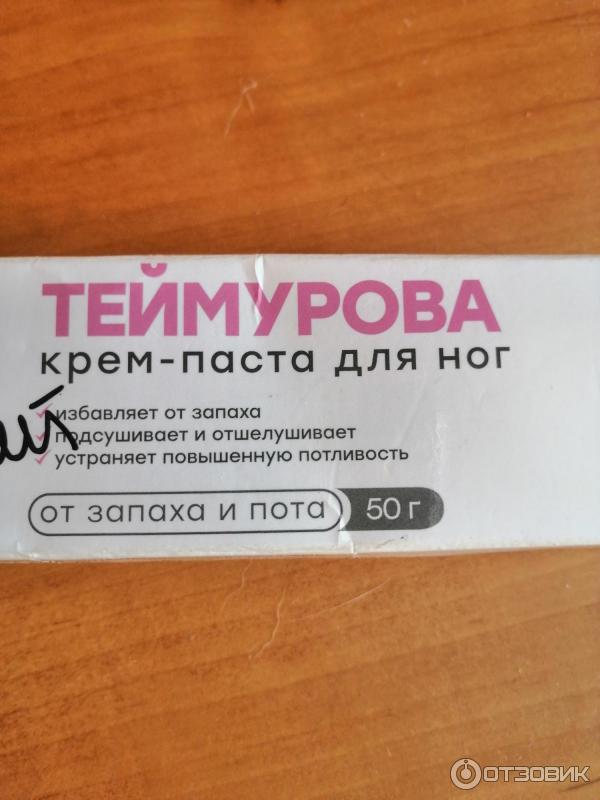 ТЕЙМУРОВА
крем-паста для ног
избавляет от запаха
подсушивает и отшелушивает
устраняет повышенную потливость
от запаха и пота 50 г
ОТЗОВИК